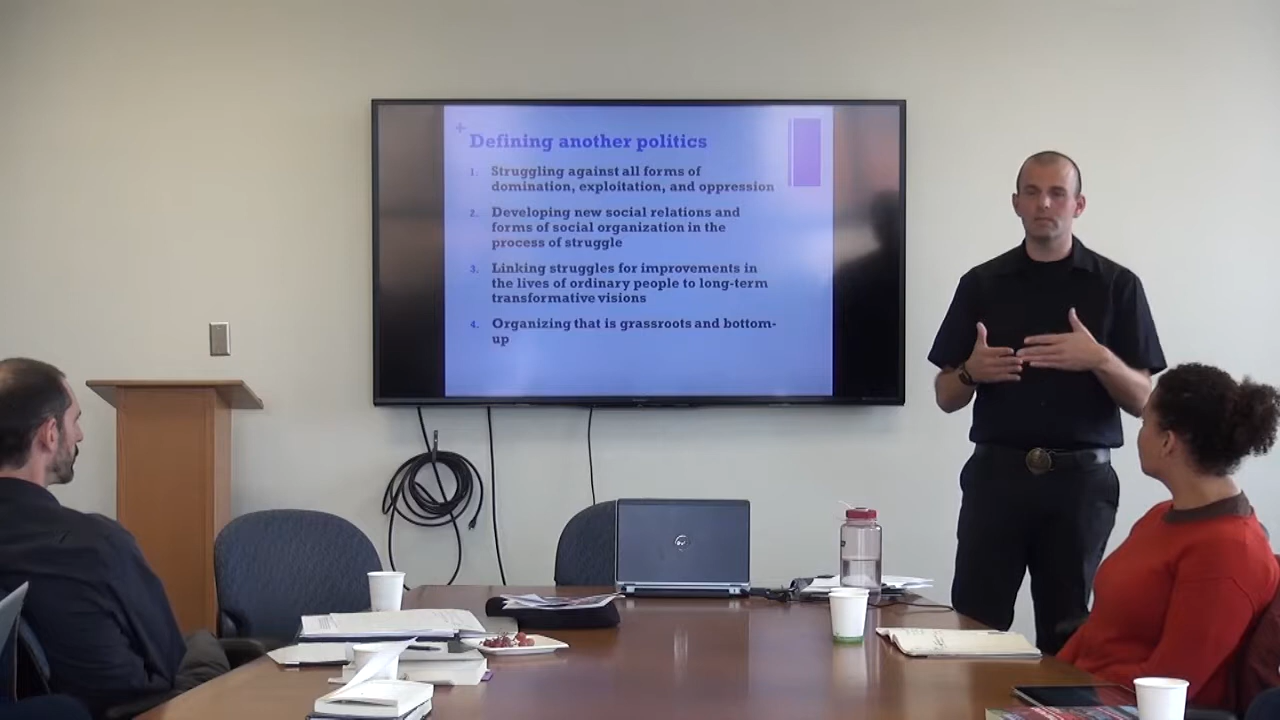 Defining another politics
1. Struggling against all forms of
domination, exploitation, and oppression
2. Developing new social relations and
forms of social organization in the
process of struggle
3. Linking struggles for improvements in
the lives of ordinary people to long-term
transformative visions
4. Organizing that is grassroots and bottom-
up